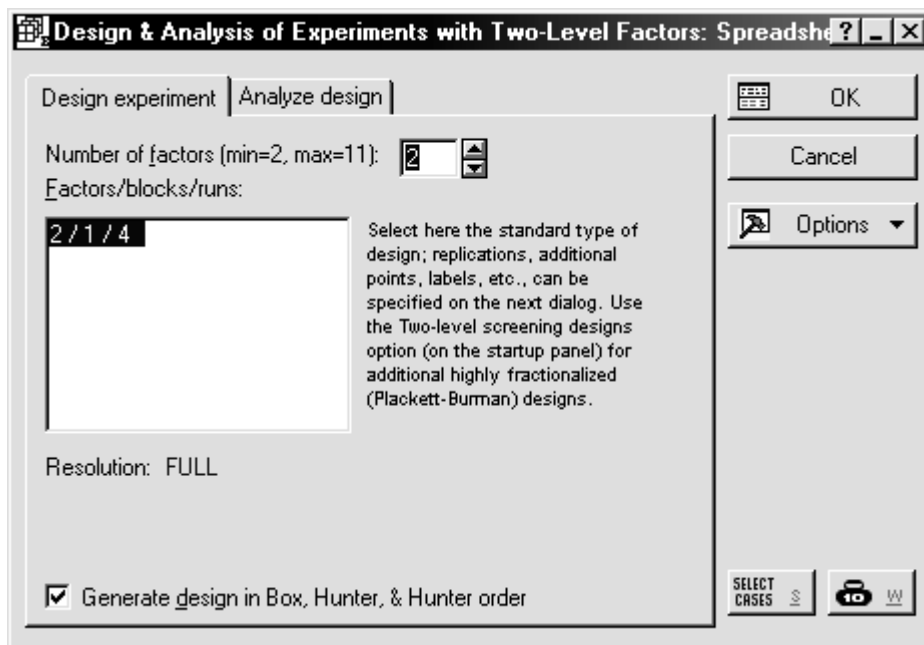 Design & Analysis of Experiments with Two-Level Factors: Spreadshe
Design experiment
Analyze design
Number of factors (min=2, max=11): 2
Factors/blocks/runs:
2 / 1 / 4
Select here the standard type of
design; replications, additional
points, labels, etc., can be
specified on the next dialog. Use
the Two-level screening designs
option (on the startup panel) for
additional highly fractionalized
(Plackett-Burman) designs.
Resolution: FULL
Generate design in Box, Hunter, & Hunter order
OK
Cancel
Options
SELECT
CASES S
10 W